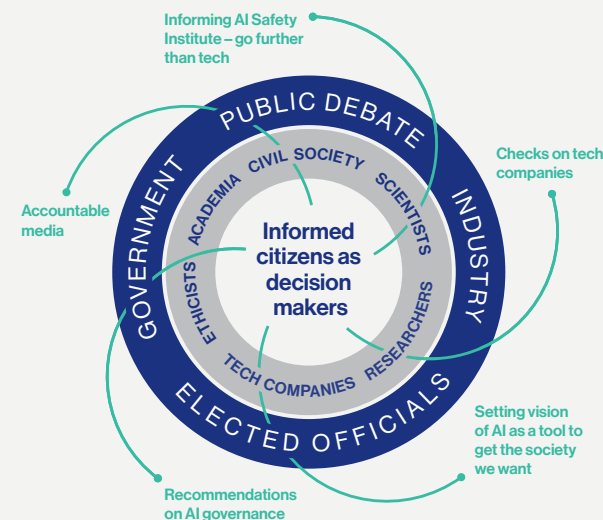 Informing AI Safety
Institute – go further
than tech
PUBLIC DEBATE
GOVERNMENT
INDUSTRY
ELECTED OFFICIALS
CIVIL SOCIETY
ACADEMIA
SCIENTISTS
ETHICISTS
RESEARCHERS
TECH COMPANIES
Informed
citizens as
decision
makers
Checks on tech
companies
Accountable
media
Setting vision
of AI as a tool to
get the society
we want
Recommendations
on AI governance